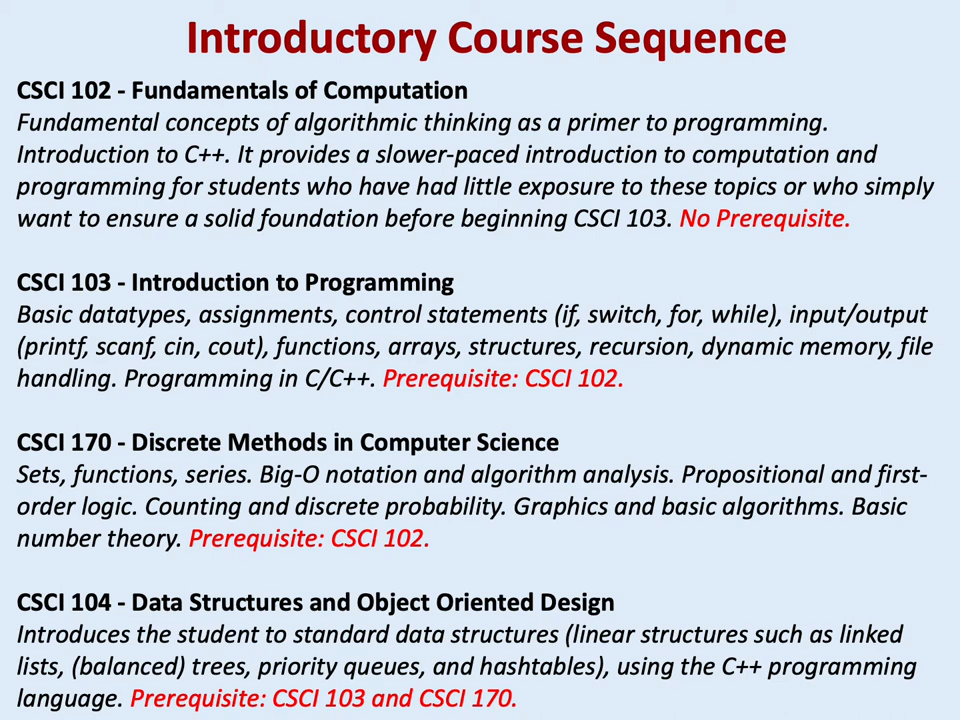 Introductory Course Sequence
CSCI 102 - Fundamentals of Computation
Fundamental concepts of algorithmic thinking as a primer to programming.
Introduction to C++. It provides a slower-paced introduction to computation and
programming for students who have had little exposure to these topics or who simply
want to ensure a solid foundation before beginning CSCI 103. No Prerequisite.
CSCI 103 - Introduction to Programming
Basic datatypes, assignments, control statements (if, switch, for, while), input/output
(printf, scanf, cin, cout), functions, arrays, structures, recursion, dynamic memory, file
handling. Programming in C/C++. Prerequisite: CSCI 102.
CSCI 170 - Discrete Methods in Computer Science
Sets, functions, series. Big-O notation and algorithm analysis. Propositional and first-
order logic. Counting and discrete probability. Graphics and basic algorithms. Basic
number theory. Prerequisite: CSCI 102.
CSCI 104 - Data Structures and Object Oriented Design
Introduces the student to standard data structures (linear structures such as linked
lists, (balanced) trees, priority queues, and hashtables), using the C++ programming
language. Prerequisite: CSCI 103 and CSCI 170.